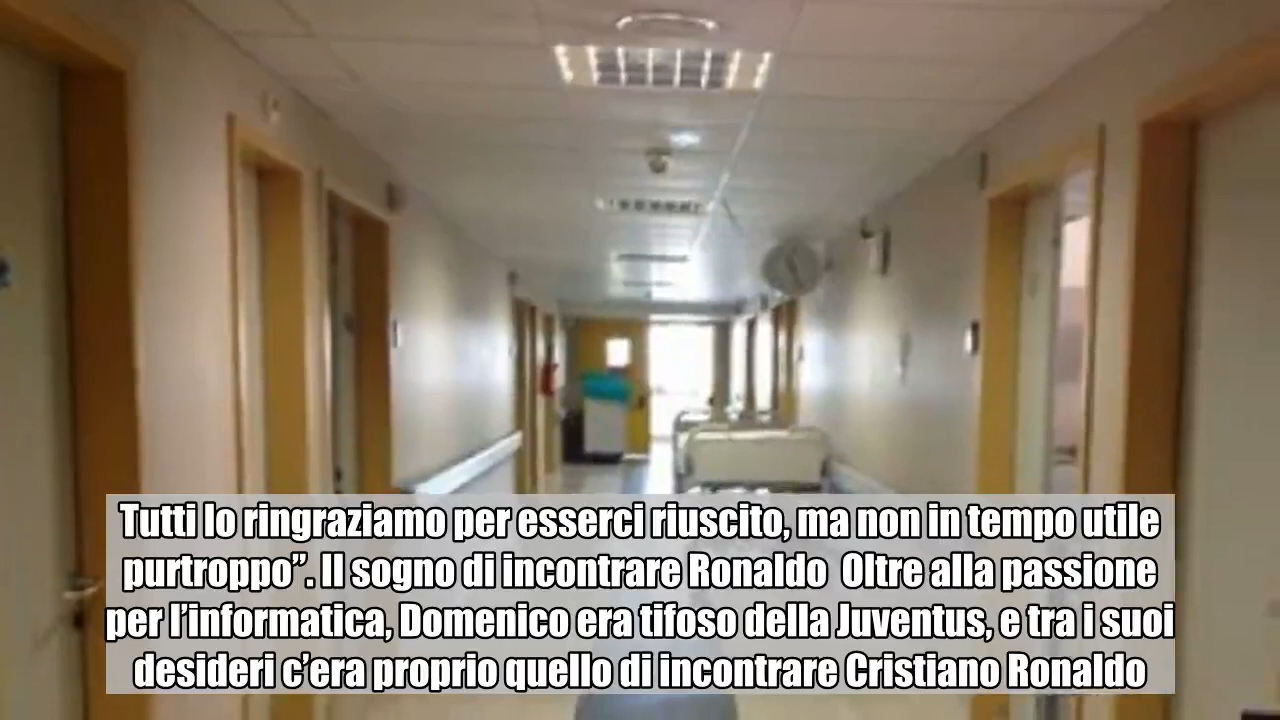 Tutti lo ringraziamo per esserci riuscito, ma non in tempo utile
purtroppo”. Il sogno di incontrare Ronaldo  Oltre alla passione
per l’informatica, Domenico era tifoso della Juventus, e tra i suoi
desideri c’era proprio quello di incontrare Cristiano Ronaldo